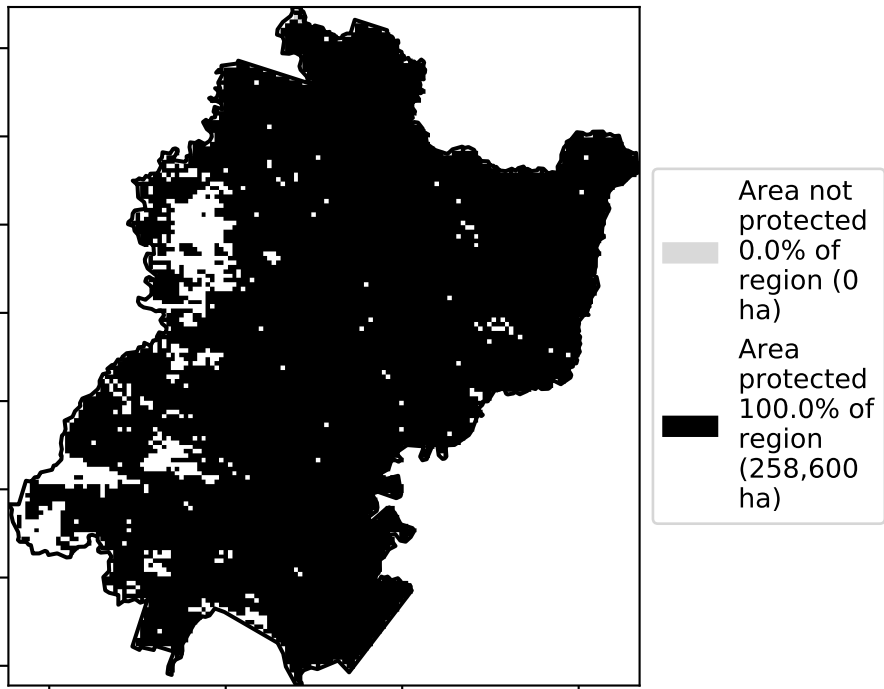 Area not
protected
0.0% of
region (0
ha)
Area
protected
100.0% of
region
(258,600
ha)